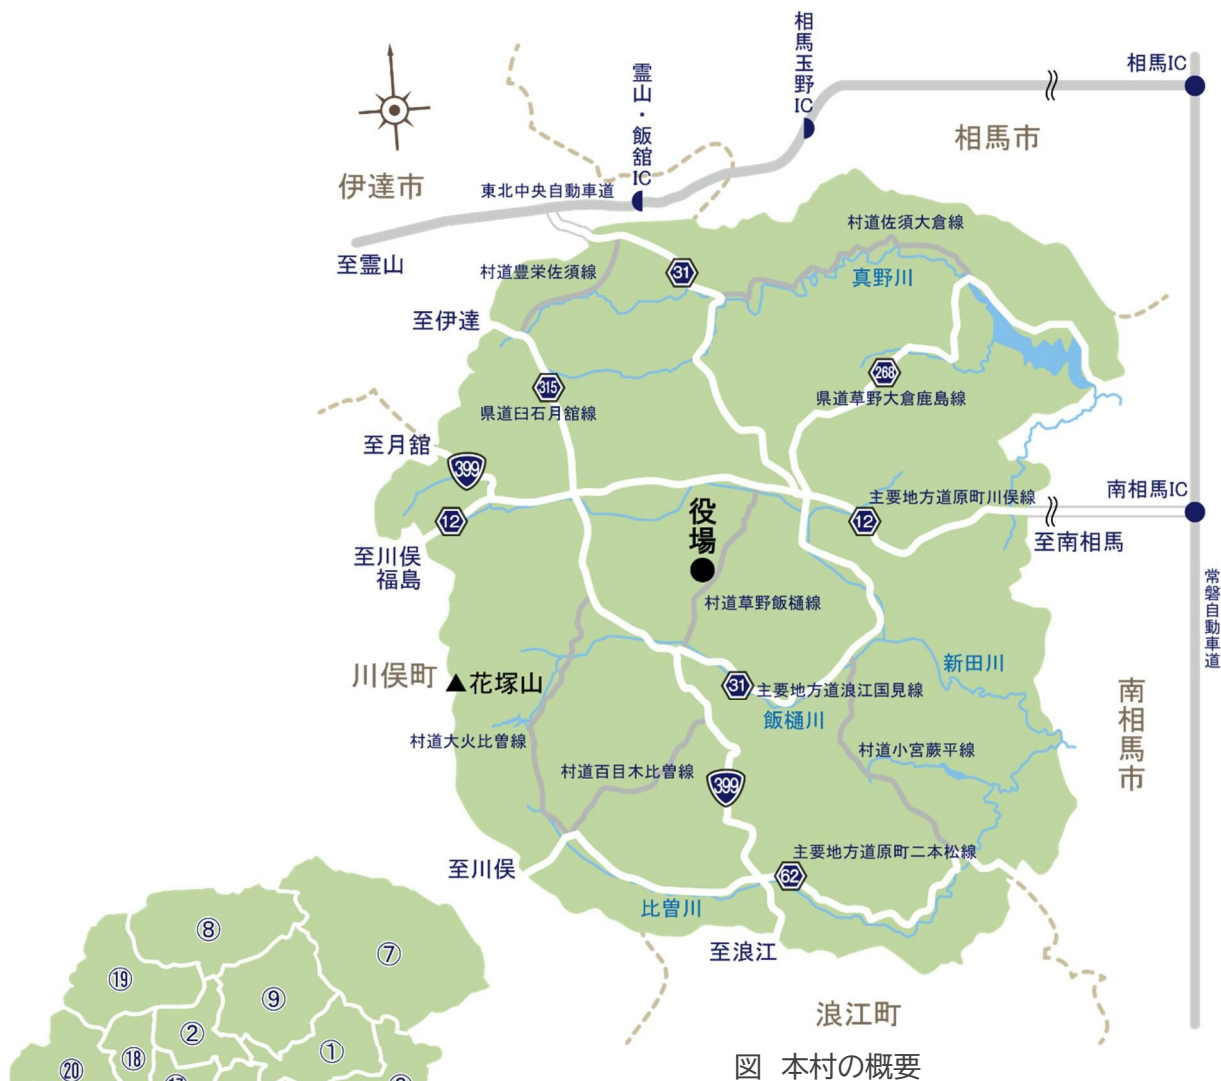 相馬玉野IC
相馬IC
霊山・飯舘IC
相馬市
伊達市
東北中央自動車道
至霊山
村道佐須大倉線
村道豊栄佐須線
31
真野川
至伊達
315
268
県道臼石月舘線
県道草野大倉鹿島線
至月舘
399
12
主要地方道原町川俣線
南相馬IC
役場
12
至川俣
福島
至南相馬
常磐自動車道
村道草野飯樋線
川俣町
花塚山
新田川
31
主要地方道浪江国見線
飯樋川
南相馬市
村道大火比曽線
村道小宮蕨平線
村道百目木比曽線
399
主要地方道原町二本松線
至川俣
62
比曽川
至浪江
浪江町
⑧
⑦
⑲
⑨
②
①
⑱
⑳
図 本村の概要